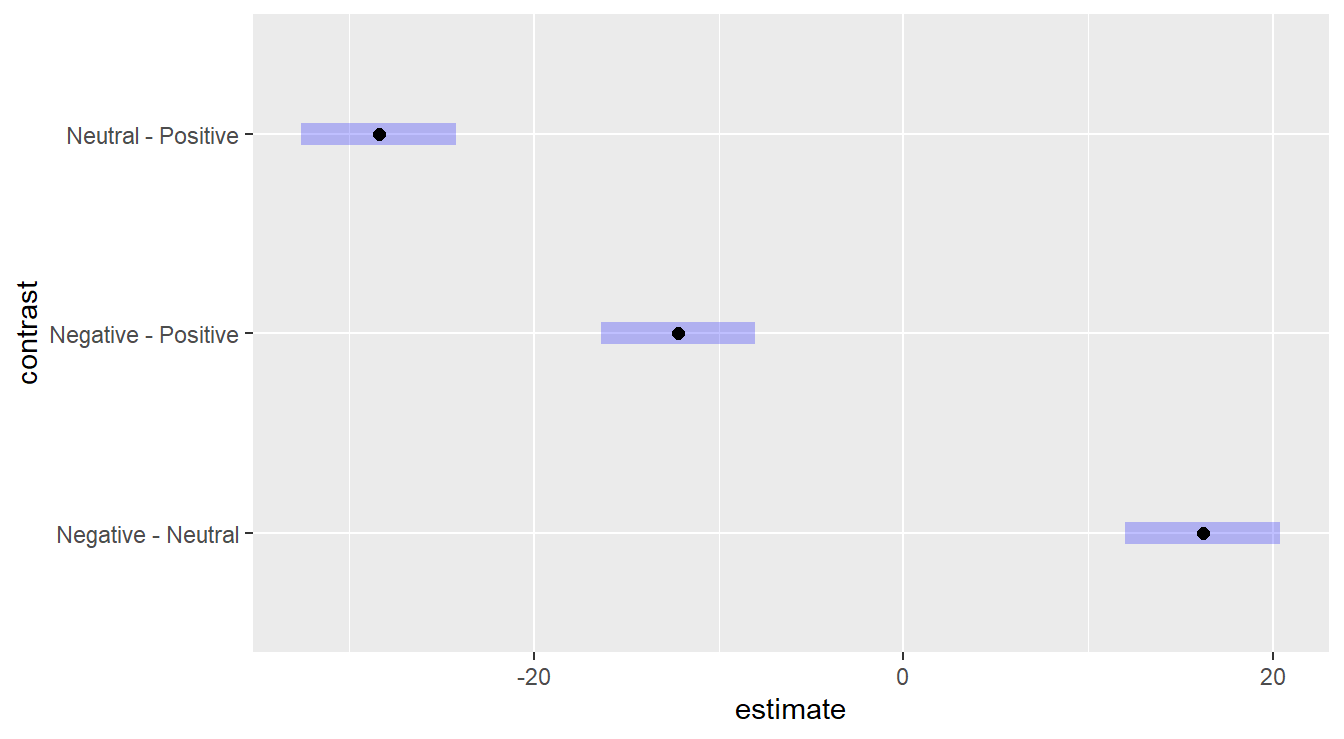 Neutral - Positive
Negative - Positive
Negative - Neutral
contrast
-20
0
20
estimate